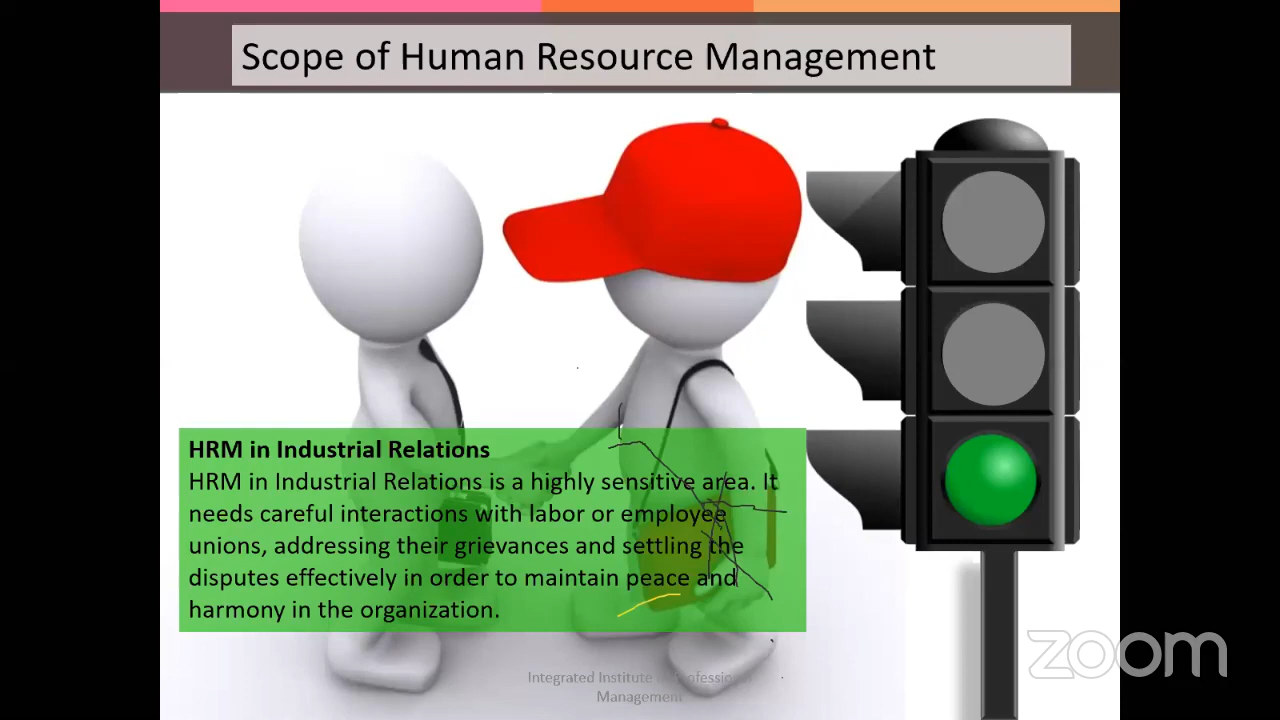 Scope of Human Resource Management
HRM in Industrial Relations
HRM in Industrial Relations is a highly sensitive area. It
needs careful interactions with labor or employee
unions, addressing their grievances and settling the
disputes effectively in order to maintain peace and
harmony in the organization.
Integrated Institute
Management
zoom